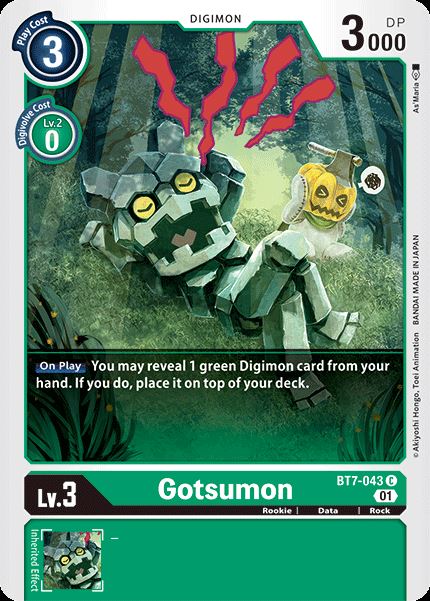 DIGIMON
Play Cost
3
DP
3000
Digivolve Cost
Lv.2
0
As'Maria
On Play You may reveal 1 green Digimon card from your
hand. If you do, place it on top of your deck.
© Akiyoshi Hongo, Toei Animation BANDAI MADE IN JAPAN
Lv.3
Gotsumon
BT7-043 C
01
Rookie | Data | Rock
Inherited Effect
–